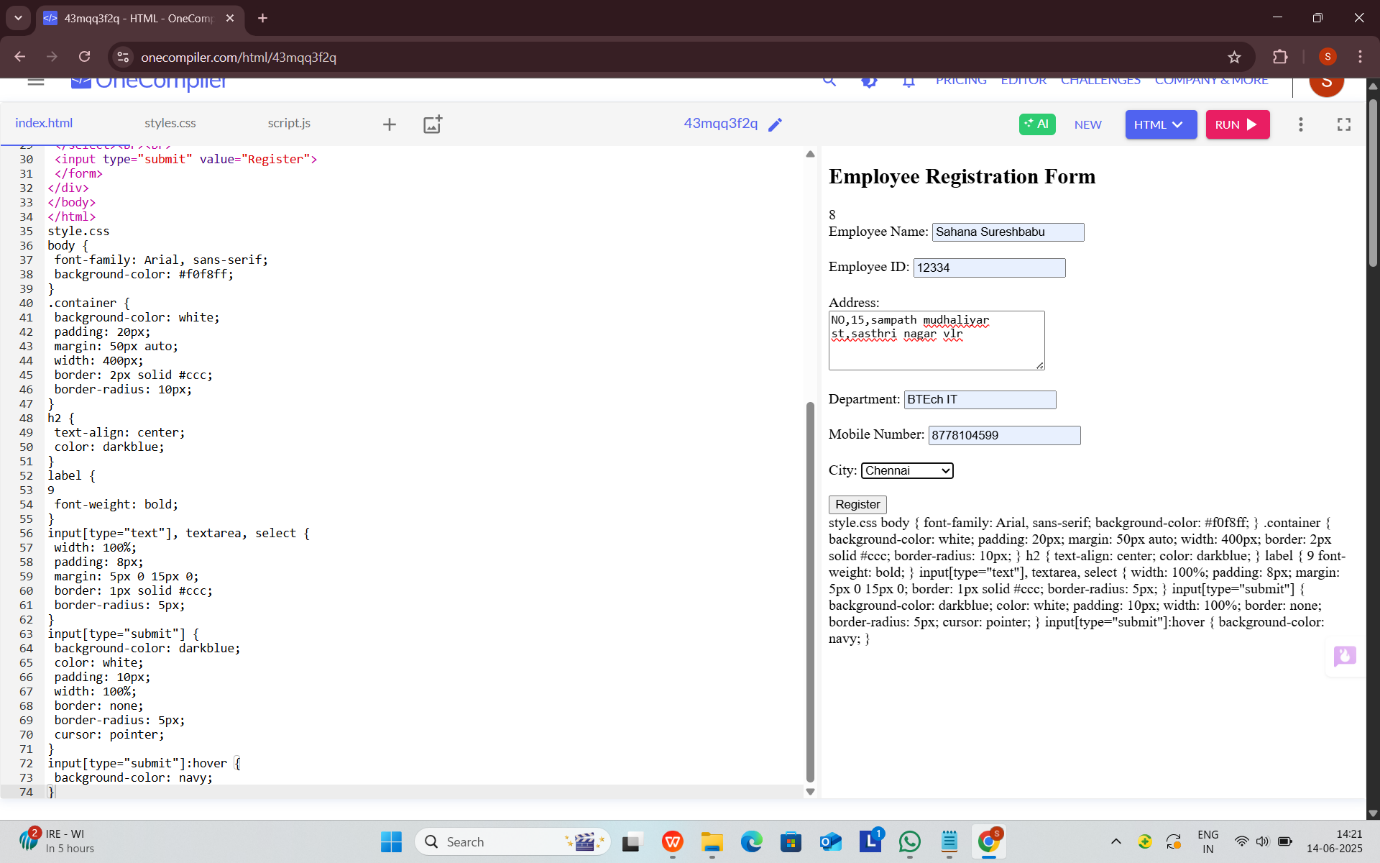 43mqq3f2q - HTML - OneComp
onecompiler.com/html/43mqq3f2q
S
OneCompiler
PRICING EDITOR CHALLENGES COMPANY & MORE
S
index.html styles.css script.js
43mqq3f2q
AI NEW HTML RUN
29 </select><br><br>
30 <input type="submit" value="Register">
31 </form>
32 </div>
33 </body>
34 </html>
35 style.css
36 body {
37 font-family: Arial, sans-serif;
38 background-color: #f0f8ff;
39 }
40 .container {
41 background-color: white;
42 padding: 20px;
43 margin: 50px auto;
44 width: 400px;
45 border: 2px solid #ccc;
46 border-radius: 10px;
47 }
48 h2 {
49 text-align: center;
50 color: darkblue;
51 }
52 label {
53 9
54 font-weight: bold;
55 }
56 input[type="text"], textarea, select {
57 width: 100%;
58 padding: 8px;
59 margin: 5px 0 15px 0;
60 border: 1px solid #ccc;
61 border-radius: 5px;
62 }
63 input[type="submit"] {
64 background-color: darkblue;
65 color: white;
66 padding: 10px;
67 width: 100%;
68 border: none;
69 border-radius: 5px;
70 cursor: pointer;
71 }
72 input[type="submit"]:hover {
73 background-color: navy;
74 }
Employee Registration Form
8
Employee Name: Sahana Sureshbabu
Employee ID: 12334
Address:
NO,15,sampath mudhaliyar
st,sasthri nagar vlr
Department: BTEch IT
Mobile Number: 8778104599
City: Chennai
Register
style.css body { font-family: Arial, sans-serif; background-color: #f0f8ff; } .container {
background-color: white; padding: 20px; margin: 50px auto; width: 400px; border: 2px
solid #ccc; border-radius: 10px; } h2 { text-align: center; color: darkblue; } label { 9 font-
weight: bold; } input[type="text"], textarea, select { width: 100%; padding: 8px; margin:
5px 0 15px 0; border: 1px solid #ccc; border-radius: 5px; } input[type="submit"] {
background-color: darkblue; color: white; padding: 10px; width: 100%; border: none;
border-radius: 5px; cursor: pointer; } input[type="submit"]:hover { background-color:
navy; }
2
IRE - WI
In 5 hours
Search
L
1
S
ENG
IN
14:21
14-06-2025